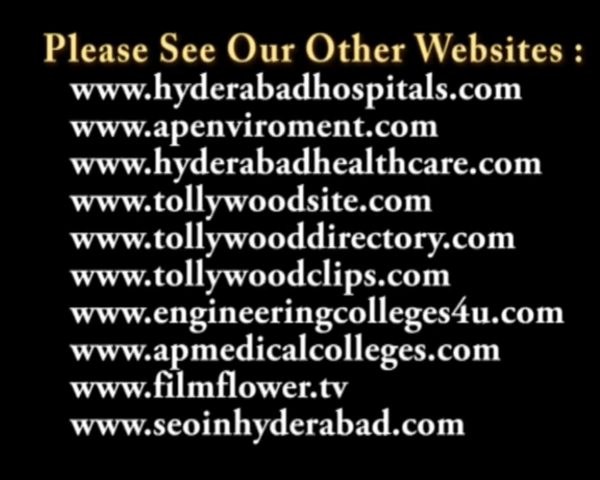 Please See Our Other Websites :
www.hyderabadhospitals.com
www.apenviroment.com
www.hyderabadhealthcare.com
www.tollywoodsite.com
www.tollywooddirectory.com
www.tollywoodclips.com
www.engineeringcolleges4u.com
www.apmedicalcolleges.com
www.filmflower.tv
www.seoinhyderabad.com